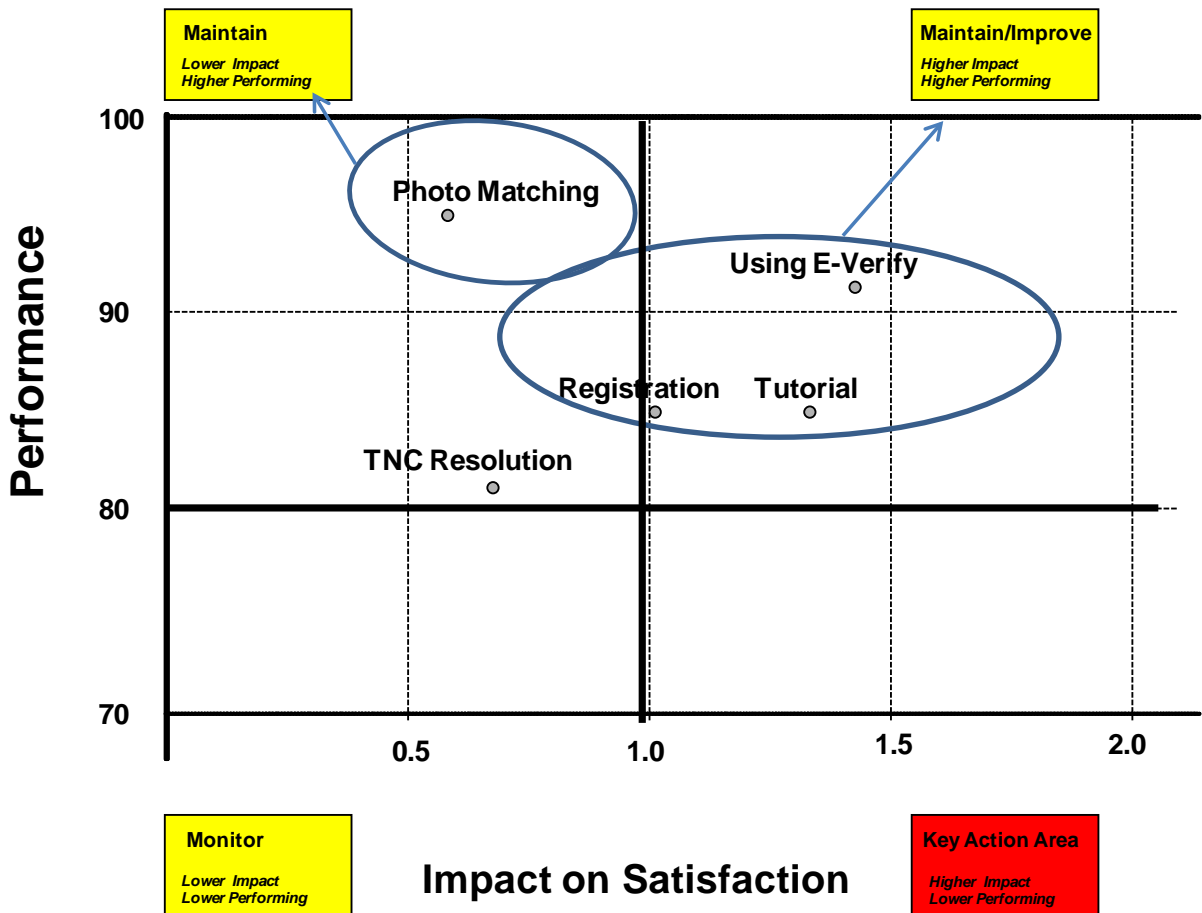 Maintain
Lower Impact
Higher Performing
Maintain/Improve
Higher Impact
Higher Performing
100
Photo Matching
Using E-Verify
90
Registration
Tutorial
TNC Resolution
80
70
Performance
0.5
1.0
1.5
2.0
Monitor
Lower Impact
Lower Performing
Impact on Satisfaction
Key Action Area
Higher Impact
Lower Performing